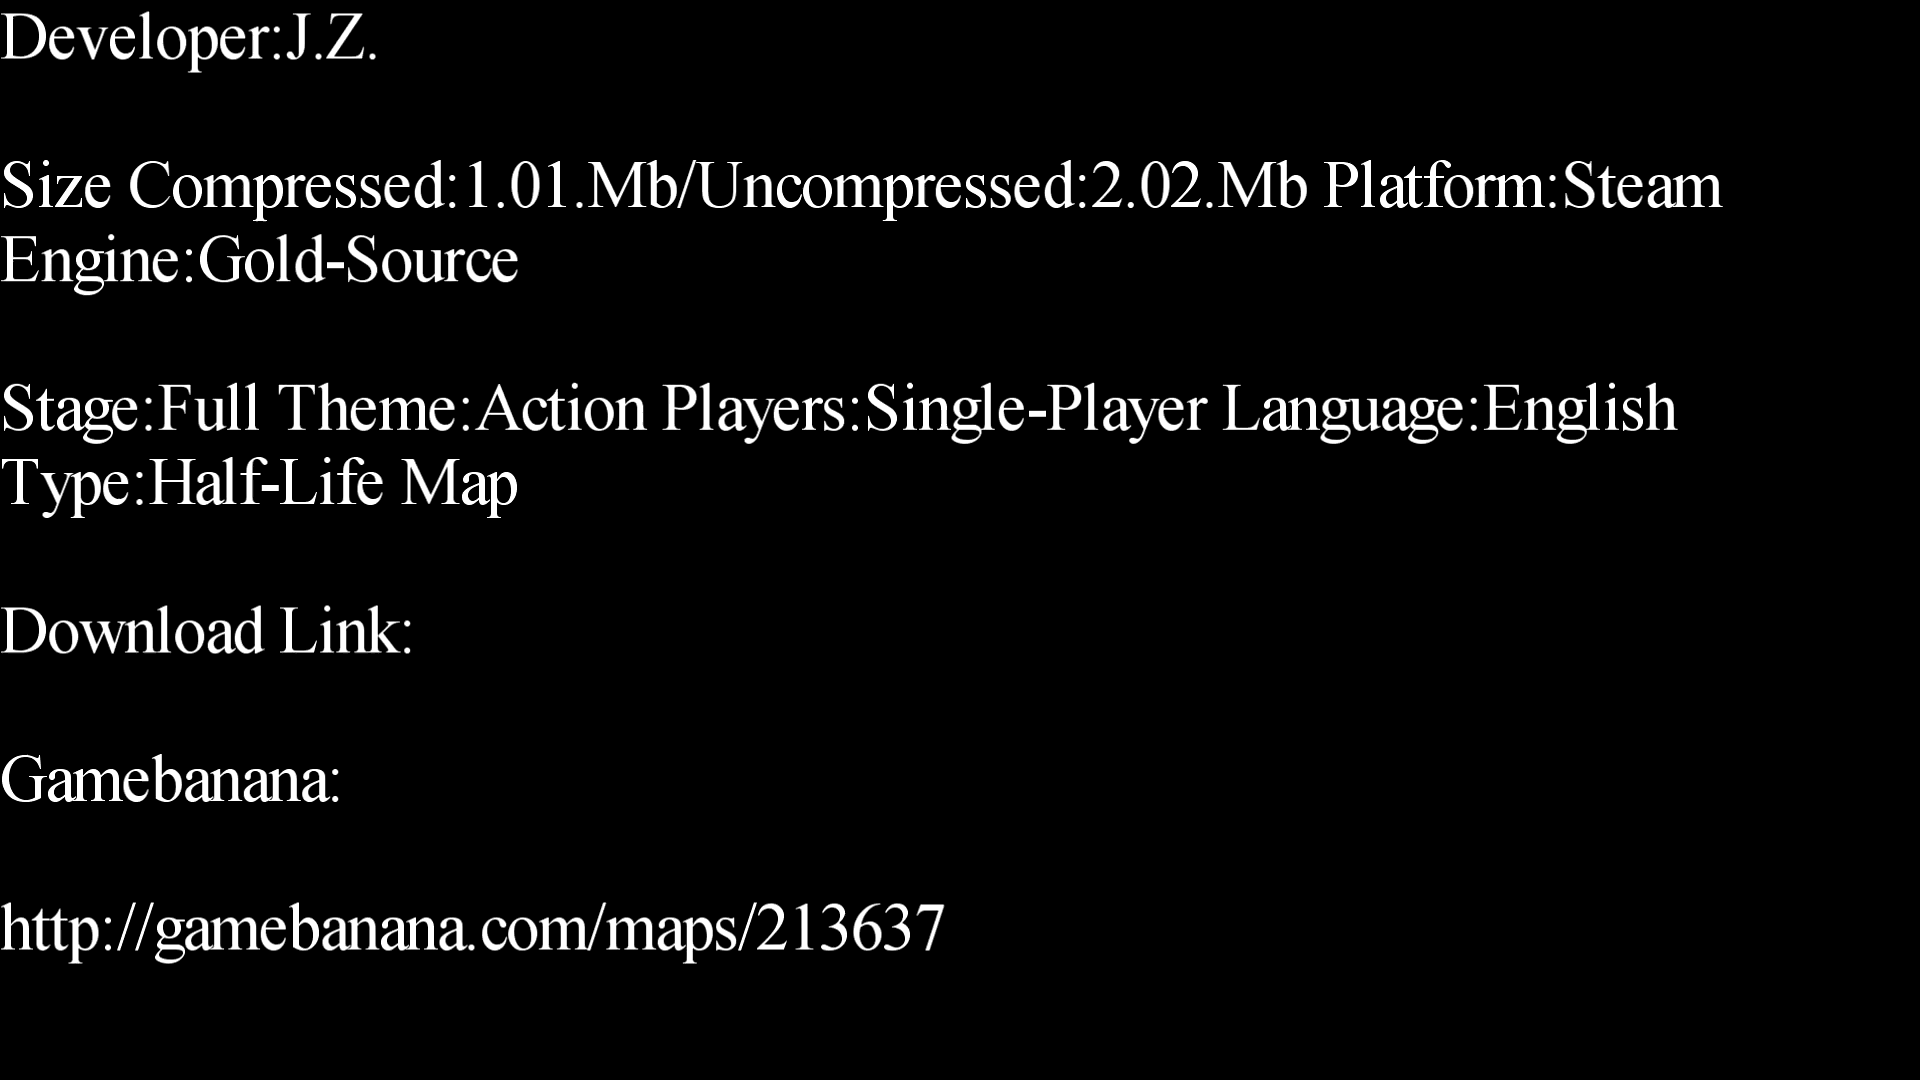 Developer:J.Z.
Size Compressed:1.01.Mb/Uncompressed:2.02.Mb Platform:Steam
Engine:Gold-Source
Stage:Full Theme:Action Players:Single-Player Language:English
Type:Half-Life Map
Download Link:
Gamebanana:
http://gamebanana.com/maps/213637